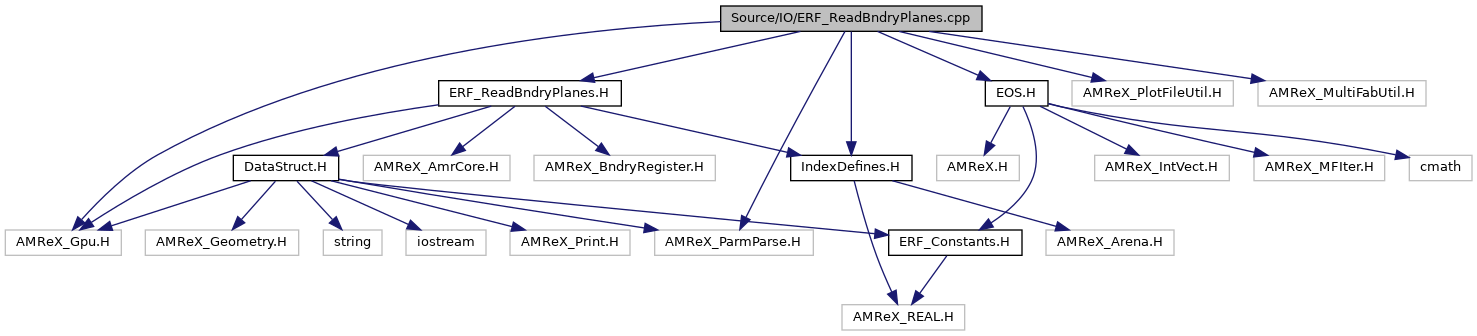 Source/IO/ERF_ReadBndryPlanes.cpp
ERF_ReadBndryPlanes.H
EOS.H
AMReX_PlotFileUtil.H
AMReX_MultiFabUtil.H
DataStruct.H
AMReX_AmrCore.H
AMReX_BndryRegister.H
IndexDefines.H
AMReX.H
AMReX_IntVect.H
AMReX_MFIter.H
cmath
AMReX_Gpu.H
AMReX_Geometry.H
string
iostream
AMReX_Print.H
AMReX_ParmParse.H
ERF_Constants.H
AMReX_Arena.H
AMReX_REAL.H